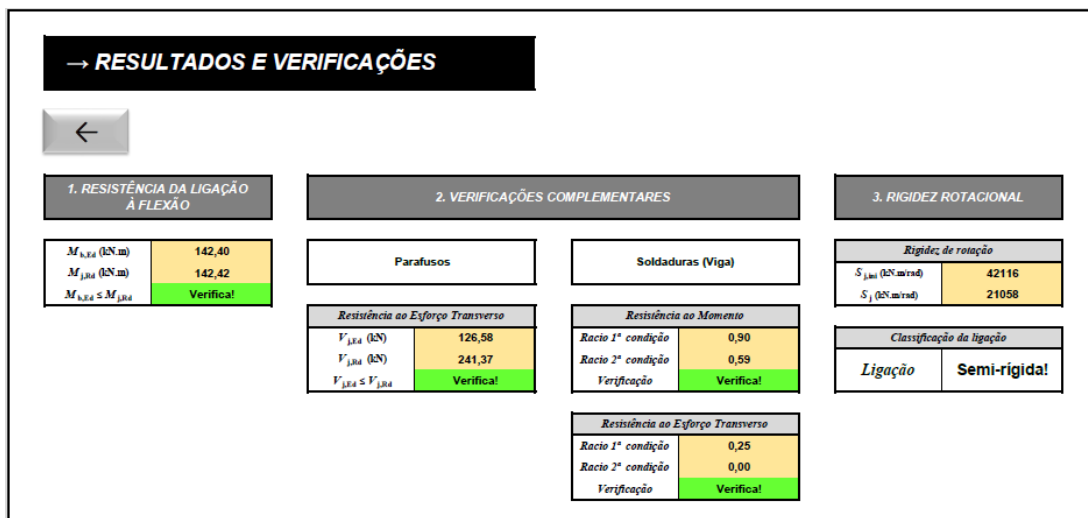 → RESULTADOS E VERIFICAÇÕES
←
1. RESISTÊNCIA DA LIGAÇÃO
À FLEXÃO
M b,Ed (kN.m) 142,40
M j,Rd (kN.m) 142,42
M b,Ed ≤ M j,Rd Verifica!
2. VERIFICAÇÕES COMPLEMENTARES
Parafusos
Resistência ao Esforço Transverso
V j,Ed (kN) 126,58
V j,Rd (kN) 241,37
V j,Ed ≤ V j,Rd Verifica!
Soldaduras (Viga)
Resistência ao Momento
Racio 1ª condição 0,90
Racio 2ª condição 0,59
Verificação Verifica!
Resistência ao Esforço Transverso
Racio 1ª condição 0,25
Racio 2ª condição 0,00
Verificação Verifica!
3. RIGIDEZ ROTACIONAL
Rigidez de rotação
S j,ini (kN.m/rad) 42116
S j (kN.m/rad) 21058
Classificação da ligação
Ligação Semi-rígida!